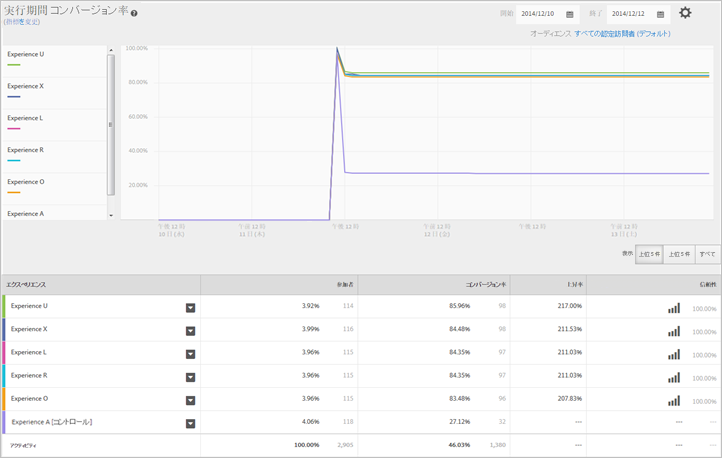 実行期間 コンバージョン率
(指標を変更)
開始 2014/12/10 終了 2014/12/12
オーディエンス すべての認定訪問者 (デフォルト)
Experience U
Experience X
Experience L
Experience R
Experience O
Experience A
100.00%
80.00%
60.00%
40.00%
20.00%
午後 12 時 午前 12 時 午後 12 時 午前 12 時 午後 12 時 午前 12 時
10 日 (水) 11 日 (木) 12 日 (金) 13 日 (土)
表示: 上位 5 件 上位 5 件 すべて
エクスペリエンス 参加者 コンバージョン率 上昇率 信頼性
Experience U 3.92% 114 85.96% 98 217.00% 100.00%
Experience X 3.99% 116 84.48% 98 211.53% 100.00%
Experience L 3.96% 115 84.35% 97 211.03% 100.00%
Experience R 3.96% 115 84.35% 97 211.03% 100.00%
Experience O 3.96% 115 83.48% 96 207.83% 100.00%
Experience A [コントロール] 4.06% 118 27.12% 32 --- --- ---
アクティビティ 100.00% 2,905 46.03% 1,380 --- --- ---